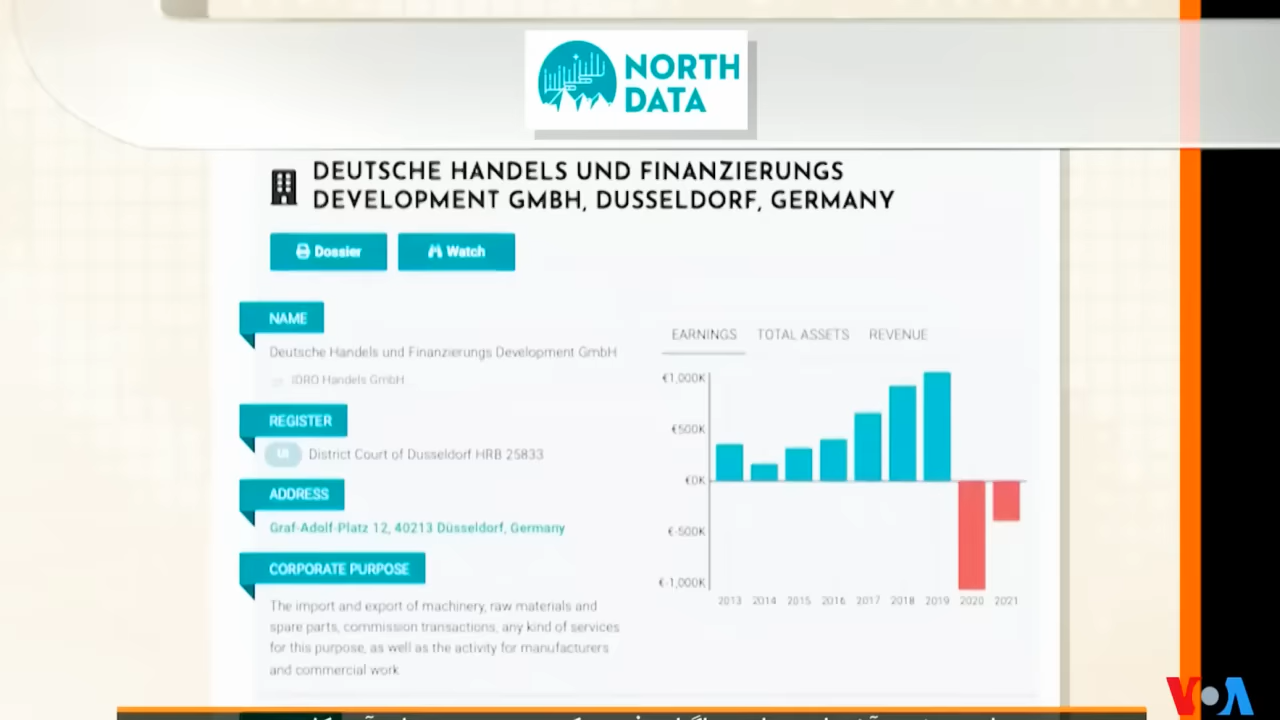 NORTH
DATA
DEUTSCHE HANDELS UND FINANZIERUNGS
DEVELOPMENT GMBH, DUSSELDORF, GERMANY
Dossier
Watch
NAME
Deutsche Handels und Finanzierungs Development GmbH
IDRO Handels GmbH
REGISTER
District Court of Dusseldorf HRB 25833
ADDRESS
Graf-Adolf-Platz 12, 40213 Düsseldorf, Germany
CORPORATE PURPOSE
The import and export of machinery, raw materials and
spare parts, commission transactions, any kind of services
for this purpose, as well as the activity for manufacturers
and commercial work
EARNINGS TOTAL ASSETS REVENUE
€1,000K
€500K
€0K
€-500K
€-1,000K
2013 2014 2015 2016 2017 2018 2019 2020 2021
VOA